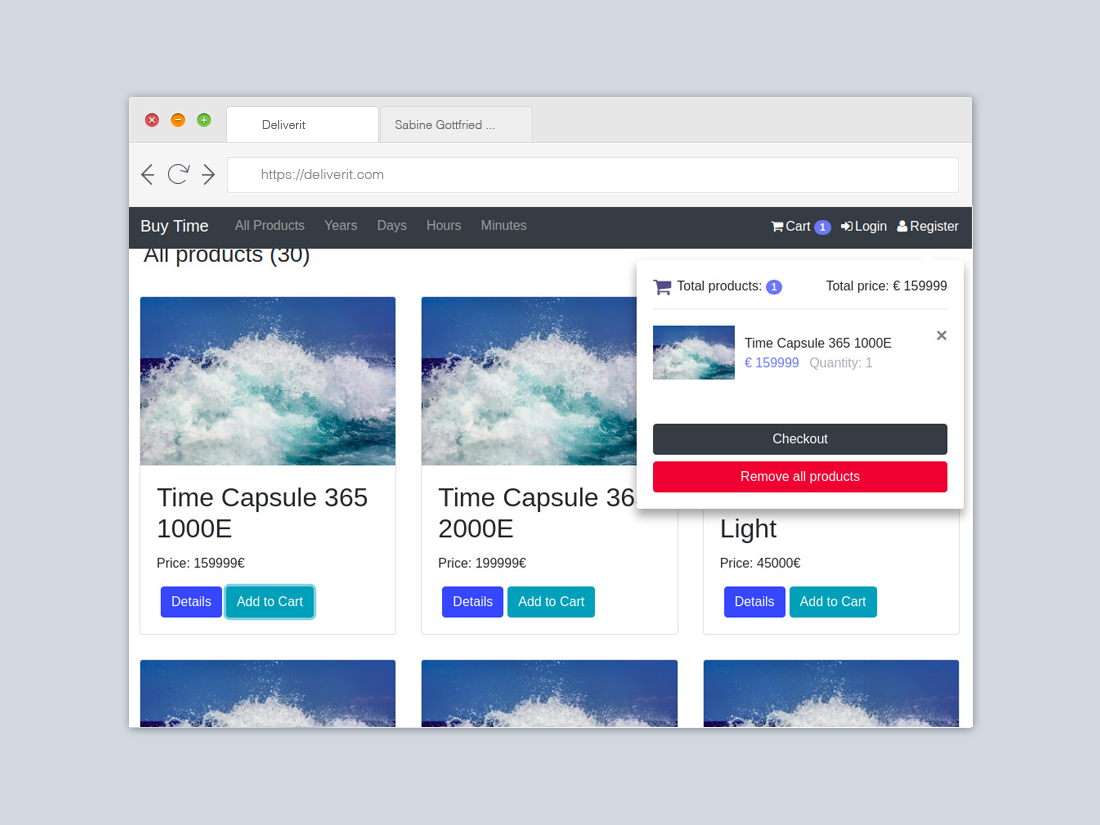 Deliverit
Sabine Gottfried ...
https://deliverit.com
Buy Time All Products Years Days Hours Minutes Cart 1 Login Register
All products (30)
Total products: 1 Total price: € 159999
Time Capsule 365 1000E
€ 159999 Quantity: 1
Checkout
Remove all products
Time Capsule 365
1000E
Price: 159999€
Details Add to Cart
Time Capsule 36
2000E
Price: 199999€
Details Add to Cart
Light
Price: 45000€
Details Add to Cart